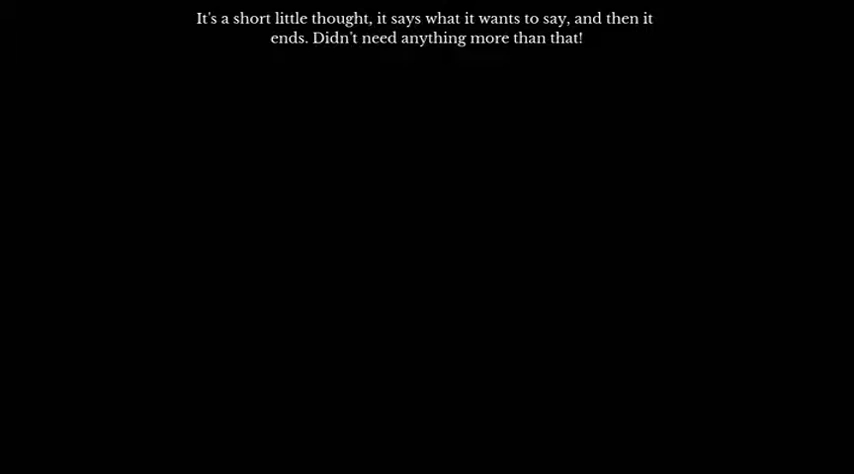 It's a short little thought, it says what it wants to say, and then it
ends. Didn't need anything more than that!